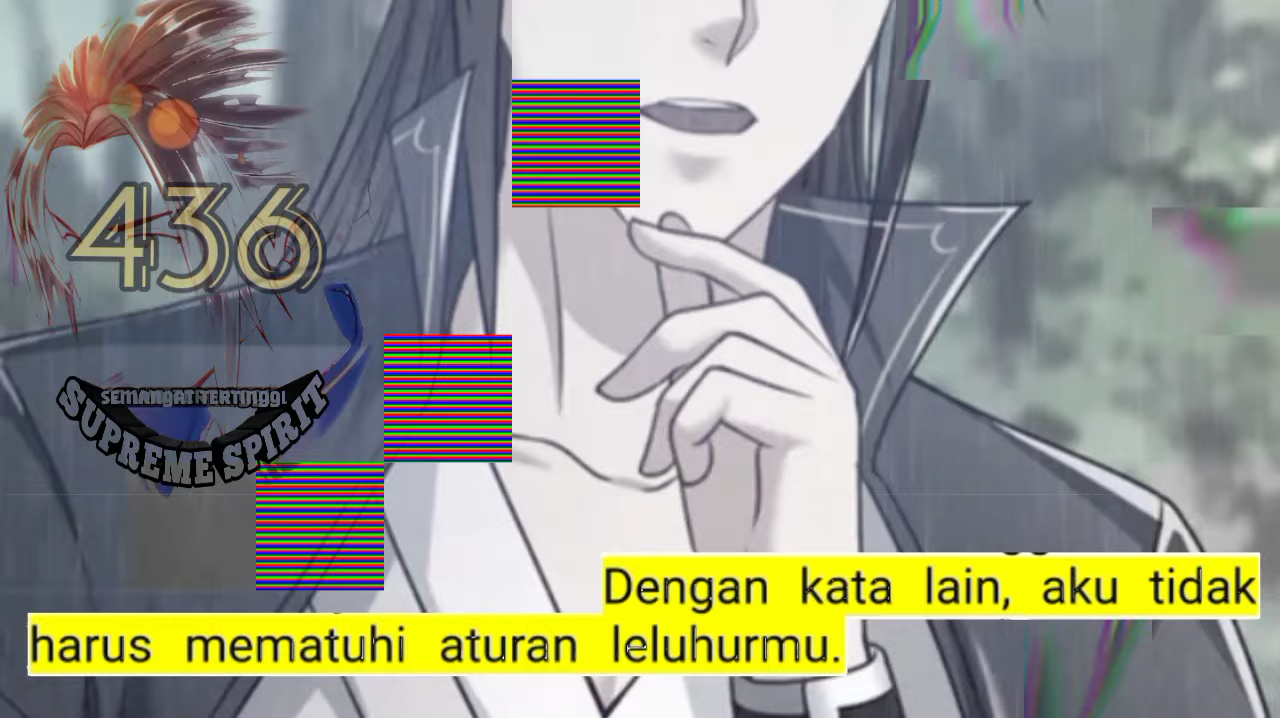 436
SEMANGAT TERTINGGI
SUPREME SPIRIT
Dengan kata lain, aku tidak
harus mematuhi aturan leluhurmu.